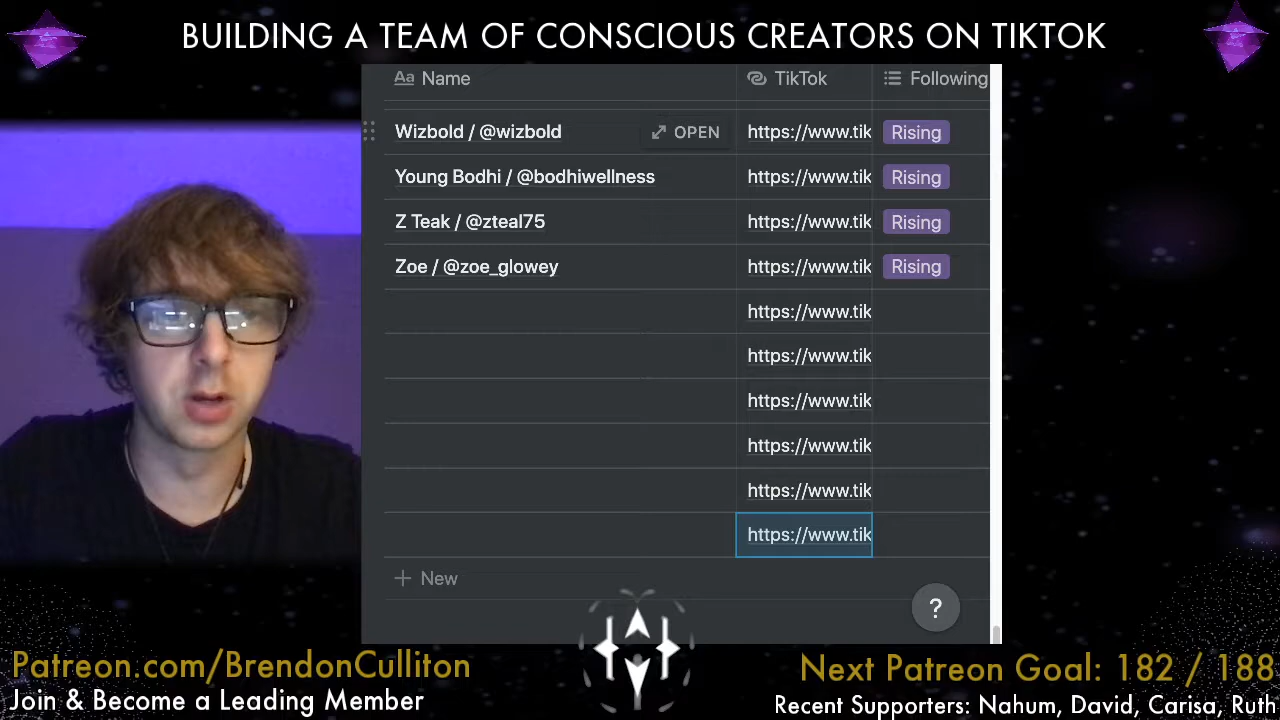 BUILDING A TEAM OF CONSCIOUS CREATORS ON TIKTOK
Aa Name TikTok Following
Wizbold / @wizbold OPEN https://www.tik Rising
Young Bodhi / @bodhiwellness https://www.tik Rising
Z Teak / @zteal75 https://www.tik Rising
Zoe / @zoe_glowey https://www.tik Rising
https://www.tik
https://www.tik
https://www.tik
https://www.tik
https://www.tik
https://www.tik
+ New
?
Patreon.com/BrendonCulliton
Join & Become a Leading Member
Next Patreon Goal: 182 / 188
Recent Supporters: Nahum, David, Carisa, Ruth